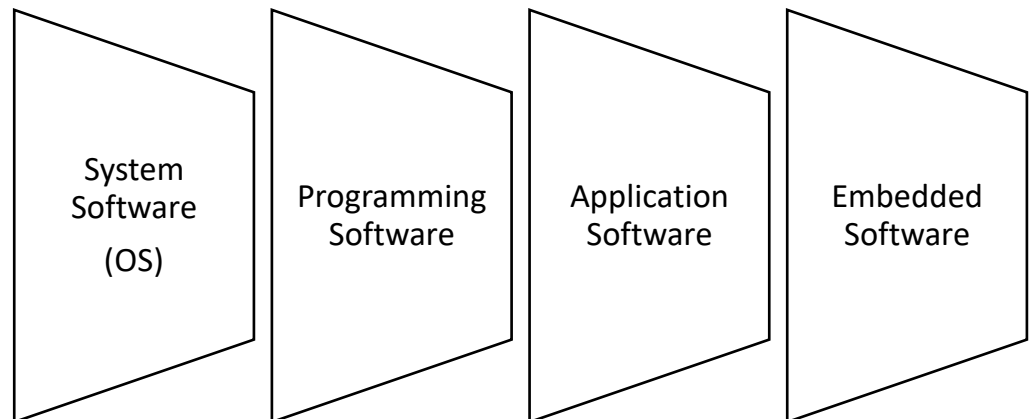 System
Software
(OS)
Programming
Software
Application
Software
Embedded
Software